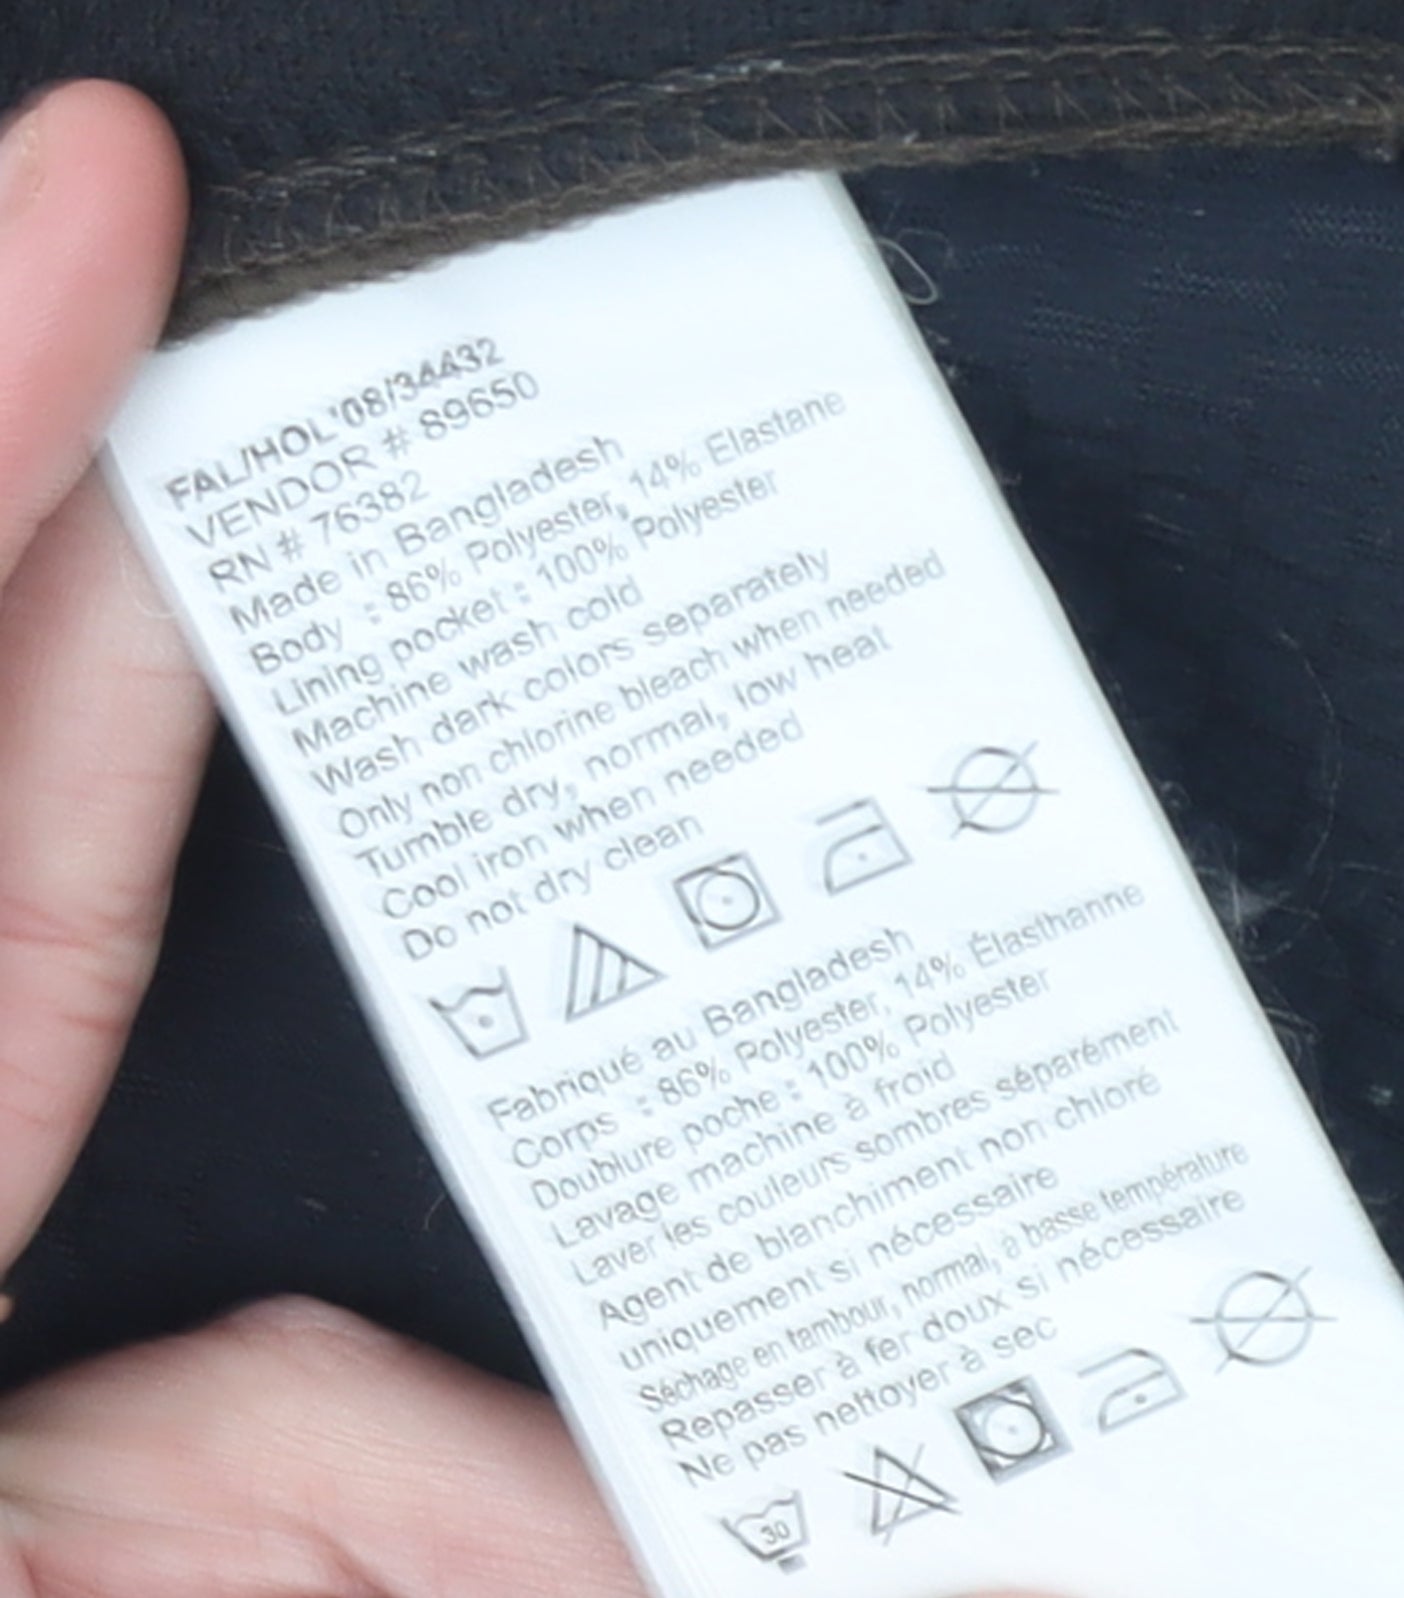 FAL/HOL '08/34432
VENDOR # 89650
RN # 76382
Made in Bangladesh
Body : 86% Polyester, 14% Elastane
Lining pocket : 100% Polyester
Machine wash cold
Wash dark colors separately
Only non chlorine bleach when needed
Tumble dry, normal, low heat
Cool iron when needed
Do not dry clean
Fabriqué au Bangladesh
Corps : 86% Polyester, 14% Élasthanne
Doublure poche : 100% Polyester
Lavage machine à froid
Laver les couleurs sombres séparément
Agent de blanchiment non chloré
uniquement si nécessaire
Séchage en tambour, normal, à basse température
Repasser à fer doux si nécessaire
Ne pas nettoyer à sec
30